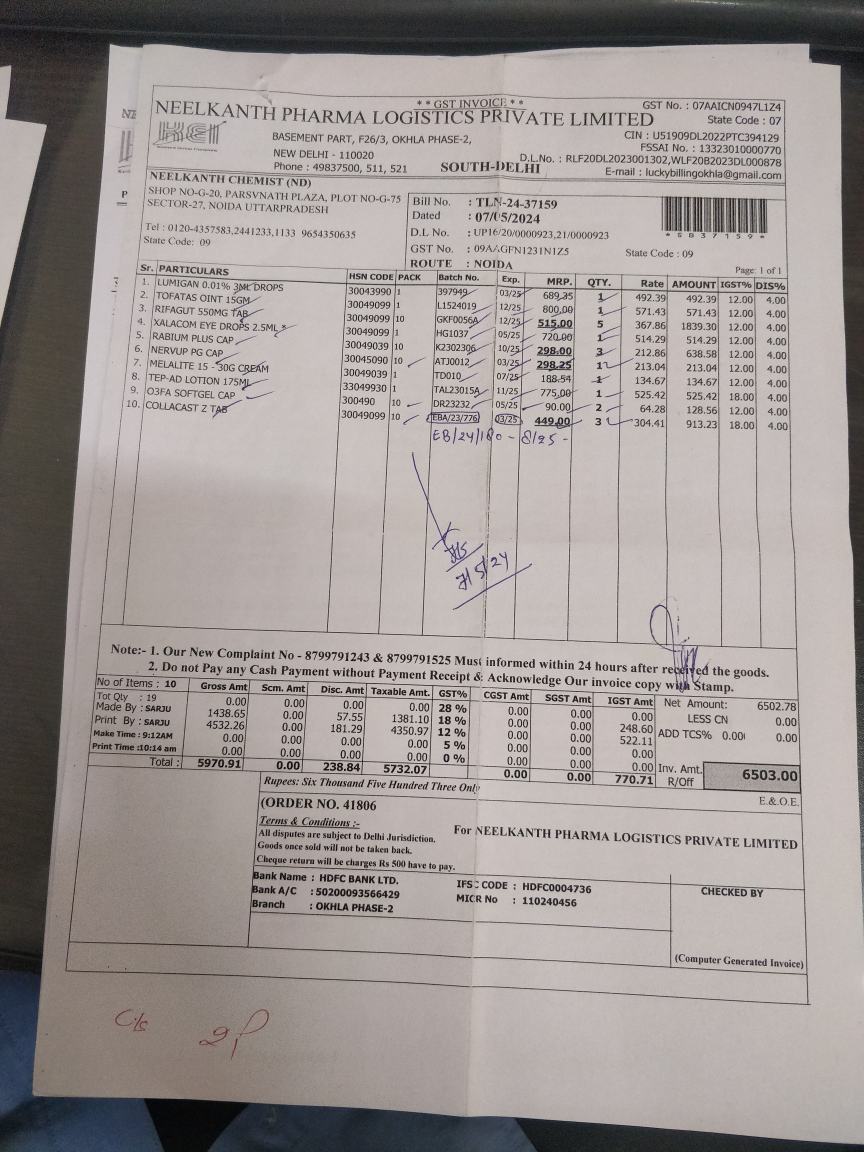 * * GST INVOICE * *
NEELKANTH PHARMA LOGISTICS PRIVATE LIMITED
BASEMENT PART, F26/3, OKHLA PHASE-2,
NEW DELHI - 110020
Phone : 49837500, 511, 521 SOUTH-DELHI
GST No. : 07AAICN0947L1Z4
State Code : 07
CIN : U51909DL2022PTC394129
FSSAI No. : 13323010000770
D.L.No. : RLF20DL2023001302,WLF20B2023DL000878
E-mail : luckybillingokhla@gmail.com
NEELKANTH CHEMIST (ND)
SHOP NO-G-20, PARSVNATH PLAZA, PLOT NO-G-75
SECTOR-27, NOIDA UTTARPRADESH
Tel : 0120-4357583,2441233,1133 9654350635
State Code: 09
Bill No. : TLN-24-37159
Dated : 07/05/2024
D.L No. : UP16/20/0000923,21/0000923
GST No. : 09AAGFN1231N1Z5 State Code : 09
ROUTE : NOIDA
* 5 8 3 7 1 5 9 *
Page: 1 of 1
Sr. PARTICULARS HSN CODE PACK Batch No. Exp. MRP. QTY. Rate AMOUNT IGST% DIS%
1. LUMIGAN 0.01% 3ML DROPS 30043990 1 397949 03/25 689.35 1 492.39 492.39 12.00 4.00
2. TOFATAS OINT 15GM 30049099 1 L1524019 12/25 800.00 1 571.43 571.43 12.00 4.00
3. RIFAGUT 550MG TAB 30049099 10 GKF0056A 12/25 515.00 5 367.86 1839.30 12.00 4.00
4. XALACOM EYE DROPS 2.5ML * 30049099 1 HG1037 05/25 720.00 1 514.29 514.29 12.00 4.00
5. RABIUM PLUS CAP 30049039 10 K2302306 10/25 298.00 3 212.86 638.58 12.00 4.00
6. NERVUP PG CAP 30045090 10 ATJ0012 03/25 298.25 1 213.04 213.04 12.00 4.00
7. MELALITE 15 - 30G CREAM 30049039 1 TD010 07/25 188.54 1 134.67 134.67 12.00 4.00
8. TEP-AD LOTION 175ML 33049930 1 TAL23015A 11/25 775.00 1 525.42 525.42 18.00 4.00
9. O3FA SOFTGEL CAP 300490 10 DR23232 05/25 90.00 2 64.28 128.56 12.00 4.00
10. COLLACAST Z TAB 30049099 10 EBA/23/776 03/25 449.00 3 304.41 913.23 18.00 4.00
EB/24/180 - 8/25 -
7/5/24
Note:- 1. Our New Complaint No - 8799791243 & 8799791525 Must informed within 24 hours after received the goods.
2. Do not Pay any Cash Payment without Payment Receipt & Acknowledge Our invoice copy with Stamp.
No of Items : 10 Gross Amt Scm. Amt Disc. Amt Taxable Amt. GST% CGST Amt SGST Amt IGST Amt Net Amount: 6502.78
Tot Qty : 19 0.00 0.00 0.00 0.00 28 % 0.00 0.00 0.00 LESS CN 0.00
Made By : SARJU 1438.65 0.00 57.55 1381.10 18 % 0.00 0.00 248.60 ADD TCS% 0.00 0.00
Print By : SARJU 4532.26 0.00 181.29 4350.97 12 % 0.00 0.00 522.11
Make Time : 9:12AM 0.00 0.00 0.00 0.00 5 % 0.00 0.00 0.00
Print Time :10:14 am 0.00 0.00 0.00 0.00 0 % 0.00 0.00 0.00
Total : 5970.91 0.00 238.84 5732.07 0.00 0.00 770.71
Inv. Amt. R/Off 6503.00
Rupees: Six Thousand Five Hundred Three Only
E.&O.E.
(ORDER NO. 41806
Terms & Conditions :-
All disputes are subject to Delhi Jurisdiction.
Goods once sold will not be taken back.
Cheque return will be charges Rs 500 have to pay.
For NEELKANTH PHARMA LOGISTICS PRIVATE LIMITED
Bank Name : HDFC BANK LTD. IFSC CODE : HDFC0004736
Bank A/C : 50200093566429 MICR No : 110240456
Branch : OKHLA PHASE-2
CHECKED BY
(Computer Generated Invoice)